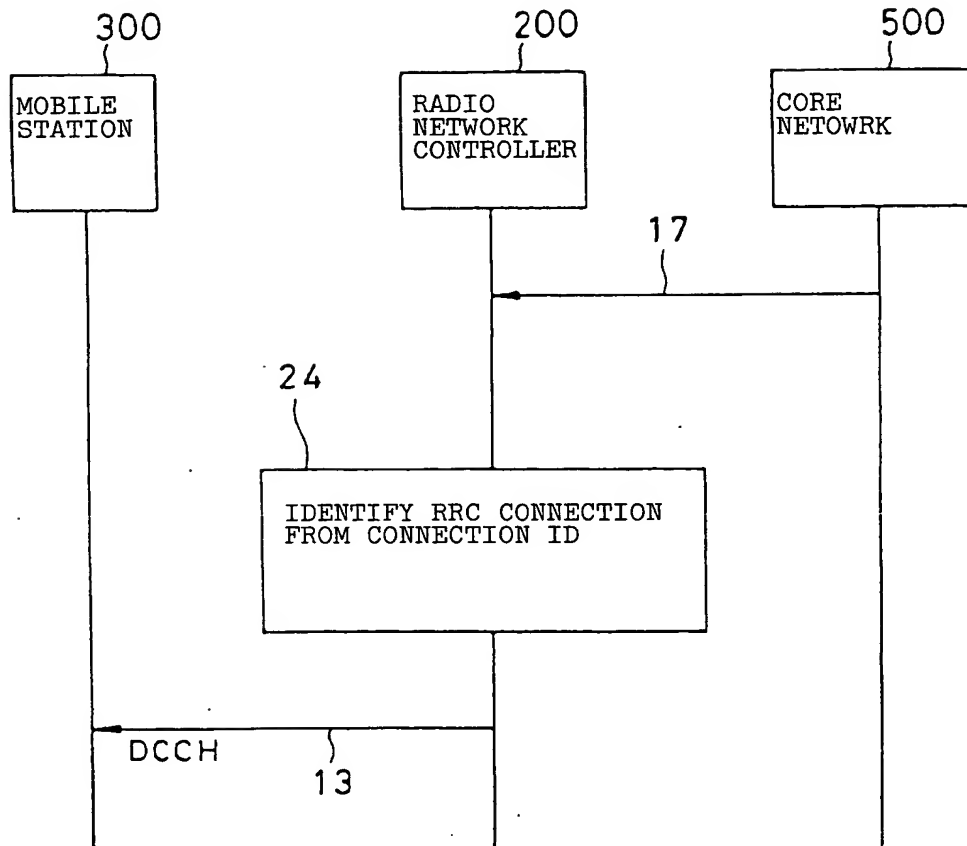 300
200
500
MOBILE
STATION
RADIO
NETWORK
CONTROLLER
CORE
NETOWRK
17
24
IDENTIFY RRC CONNECTION
FROM CONNECTION ID
DCCH
13